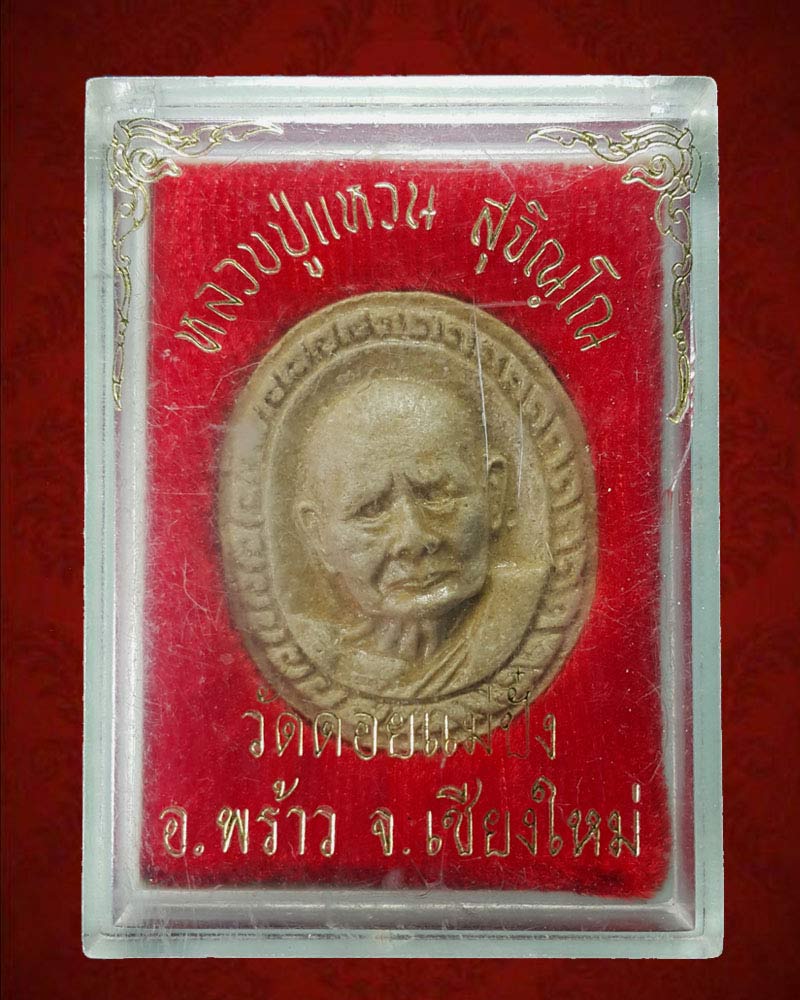 หลวงปู่แหวน สุจิณฺโณ
วัดดอยแม่ปั๋ง
อ.พร้าว จ.เชียงใหม่